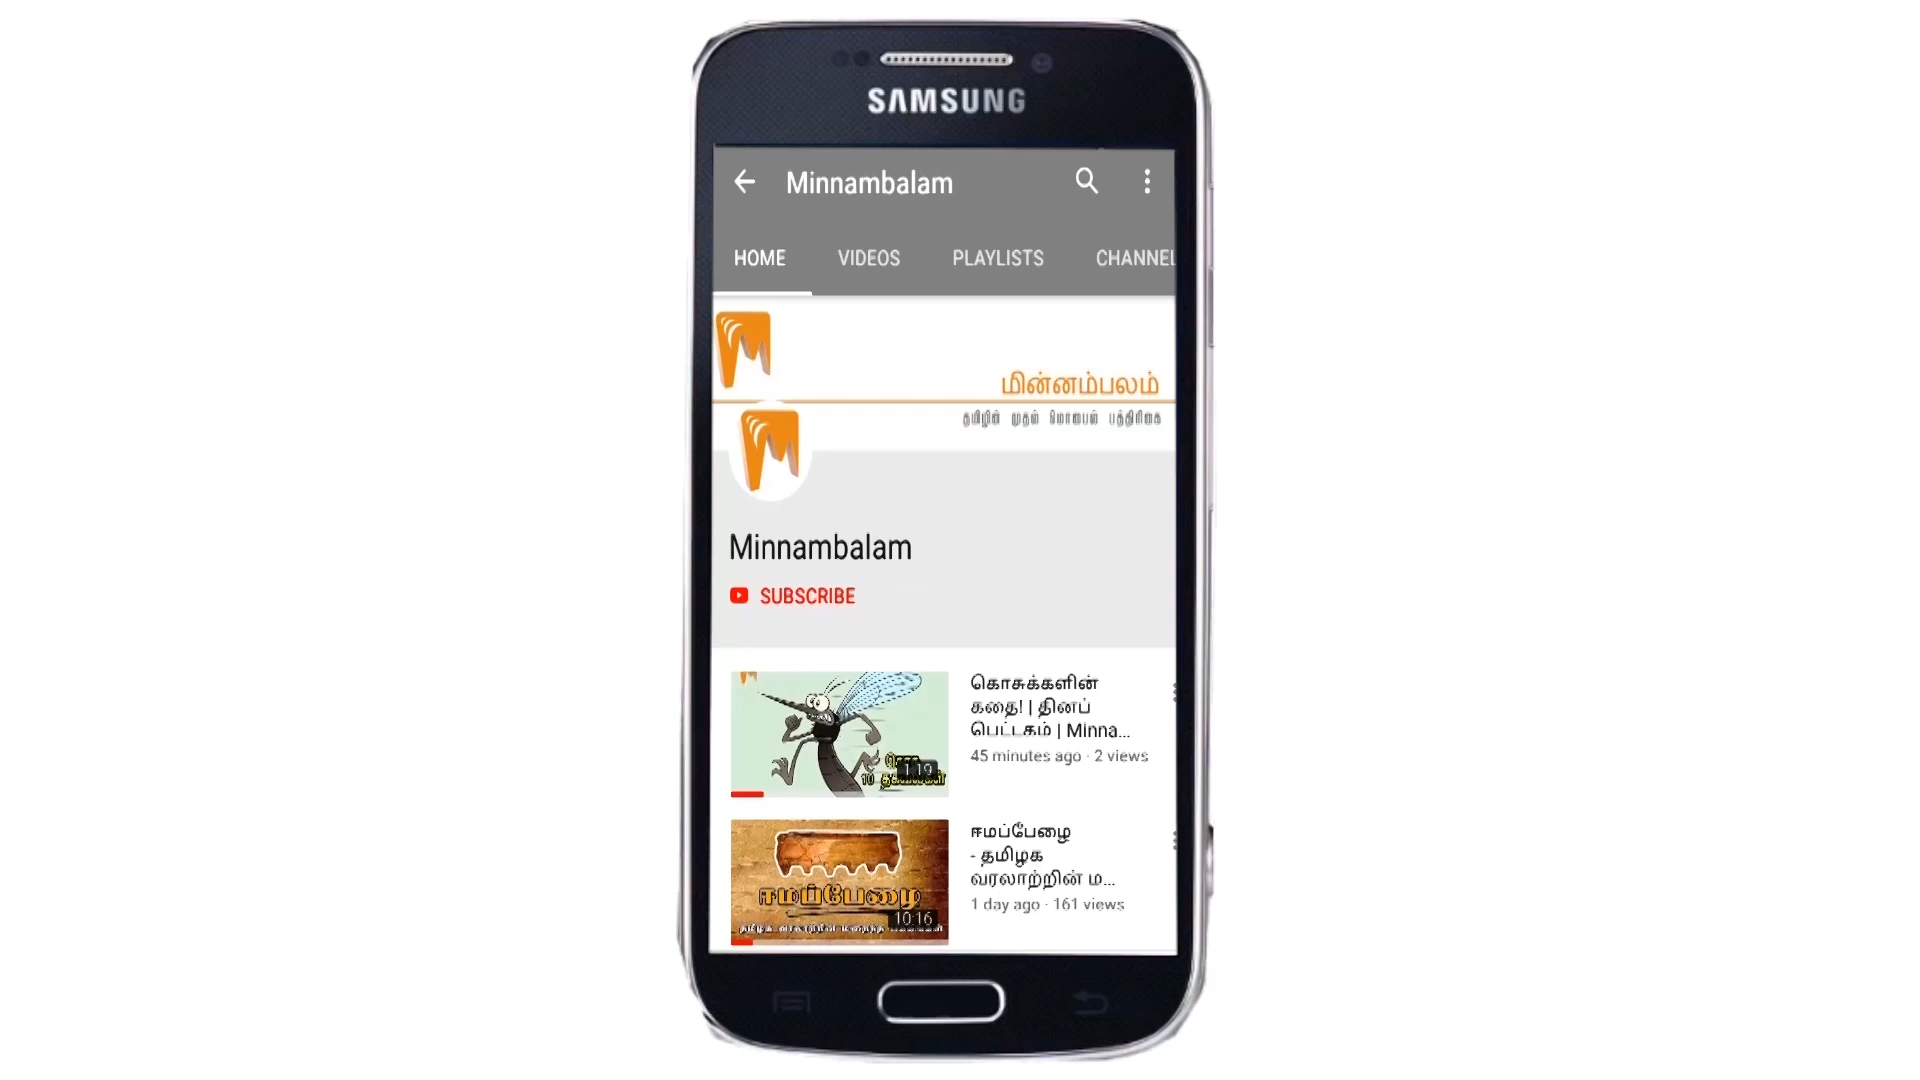 SAMSUNG
Minnambalam
HOME VIDEOS PLAYLISTS CHANNEL
மின்னம்பலம்
தமிழின் முதல் மொபைல் பத்திரிகை
Minnambalam
SUBSCRIBE
கொசுக்களின்
கதை! | தினப்
பெட்டகம் | Minna...
45 minutes ago · 2 views
1:19
10
ஈமப்பேழை
- தமிழக
வரலாற்றின் ம...
1 day ago · 161 views
ஈமப்பேழை
10:16